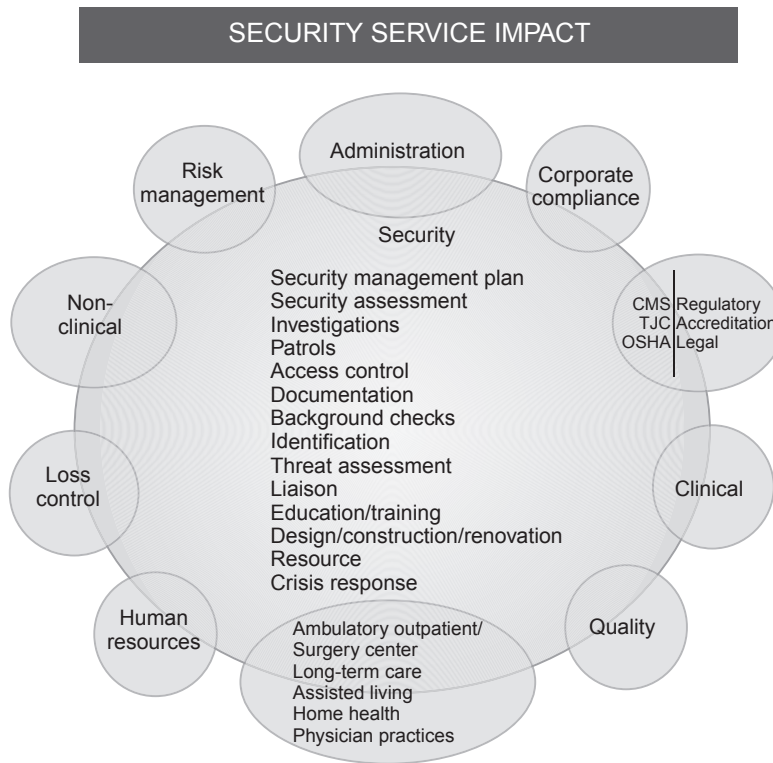 SECURITY SERVICE IMPACT
Administration
Risk
management
Corporate
compliance
Security
Non-
clinical
CMS Regulatory
TJC Accreditation
OSHA Legal
Security management plan
Security assessment
Investigations
Patrols
Access control
Documentation
Background checks
Identification
Threat assessment
Liaison
Education/training
Design/construction/renovation
Resource
Crisis response
Loss
control
Clinical
Human
resources
Quality
Ambulatory outpatient/
Surgery center
Long-term care
Assisted living
Home health
Physician practices